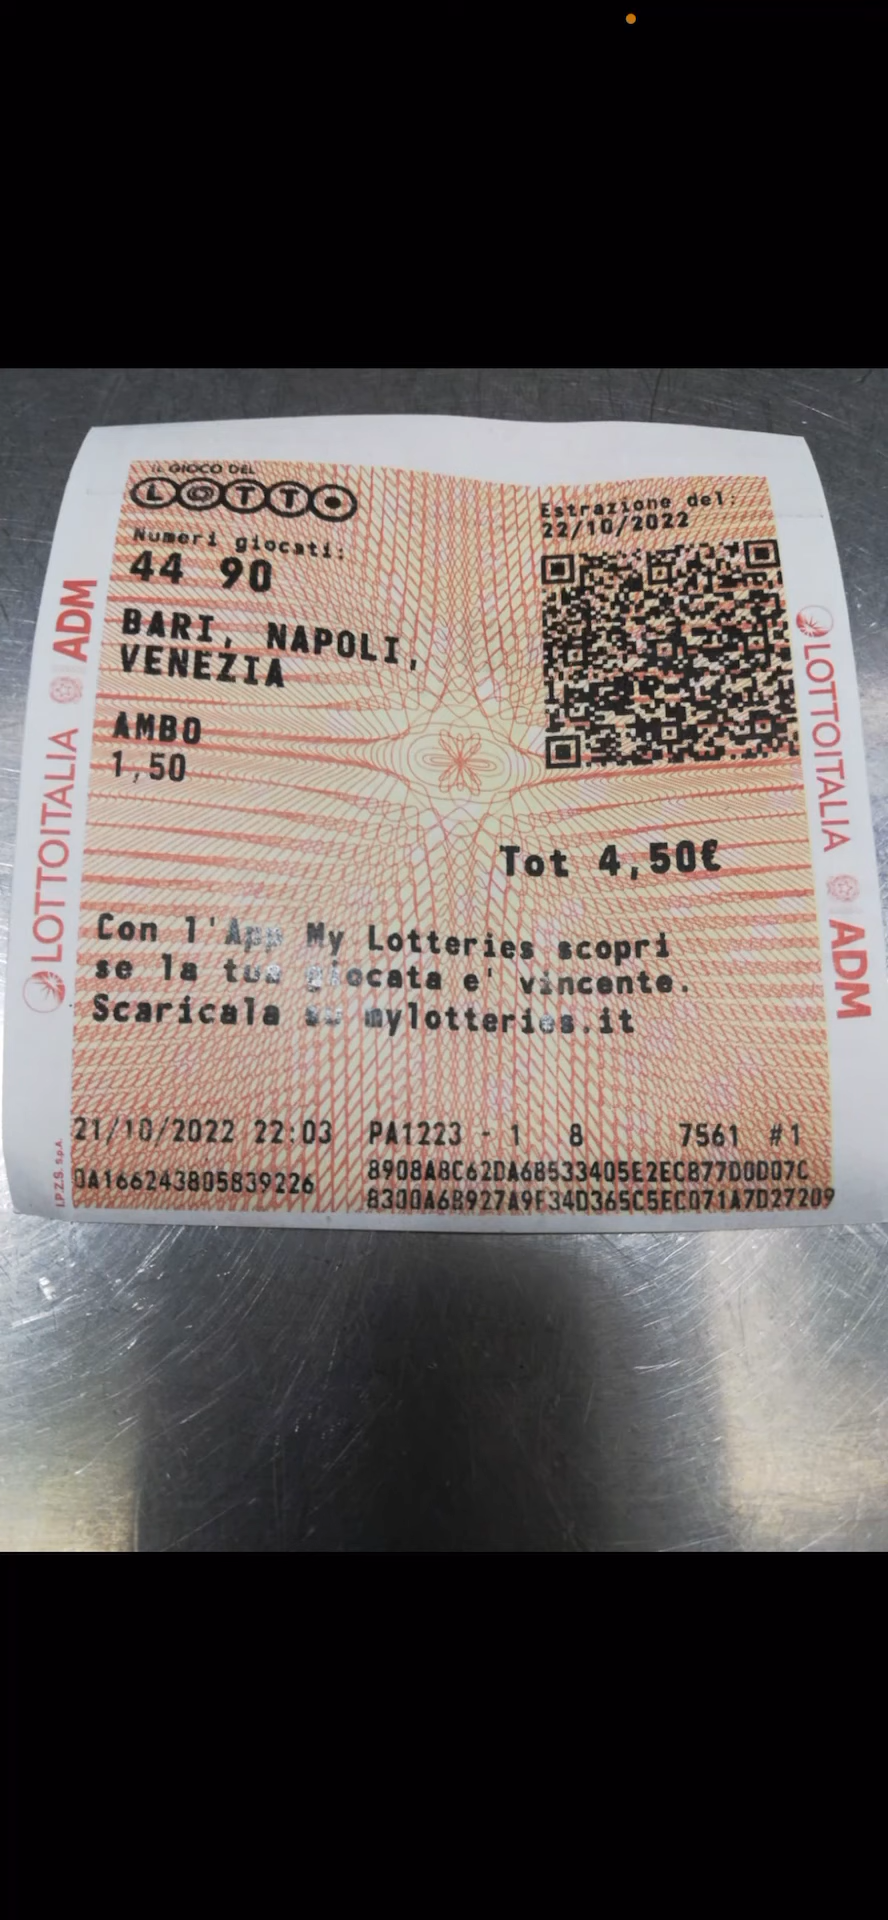 IL GIOCO DEL
LOTTO
Estrazione del:
22/10/2022
Numeri giocati:
44 90
BARI, NAPOLI,
VENEZIA
AMBO
1,50
Tot 4,50€
Con l'App My Lotteries scopri
se la tua giocata e' vincente.
Scaricala su mylotteries.it
21/10/2022 22:03 PA1223 - 1 8 7561 #1
0A166243805839226
8908A8C62DA68533405E2EC877D0D07C
8300A6B927A9E34D365C5EC071A7D27209
LOTTOITALIA ADM
LOTTOITALIA ADM
I.P.Z.S. S.p.A.